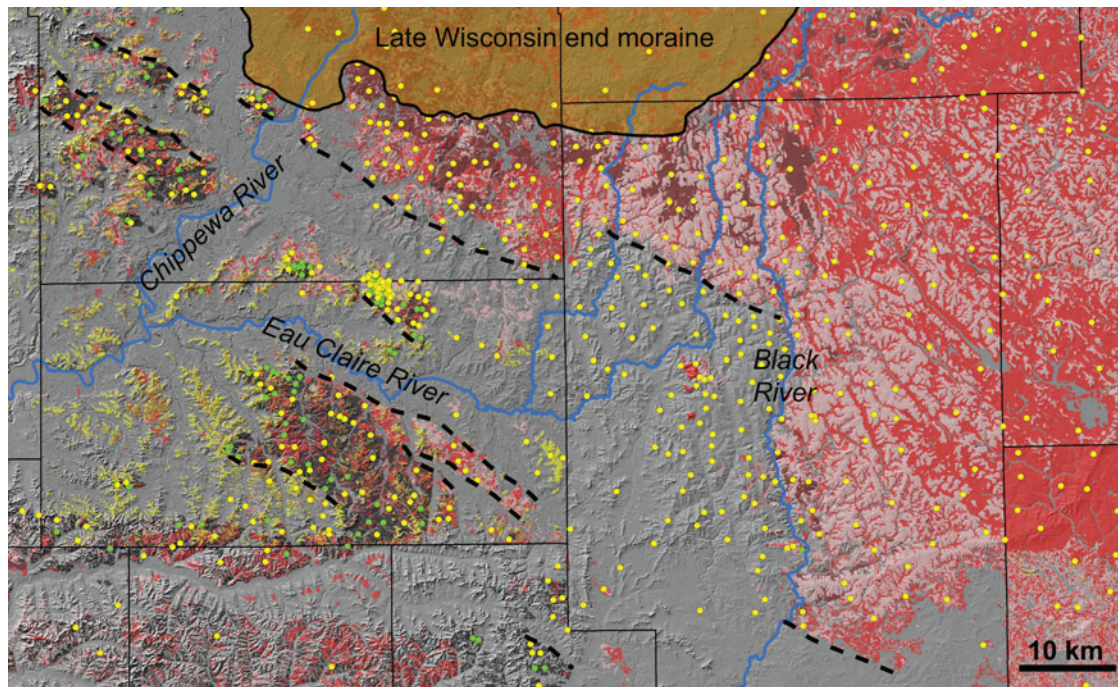 Late Wisconsin end moraine
Chippewa River
Eau Claire River
Black
River
10 km